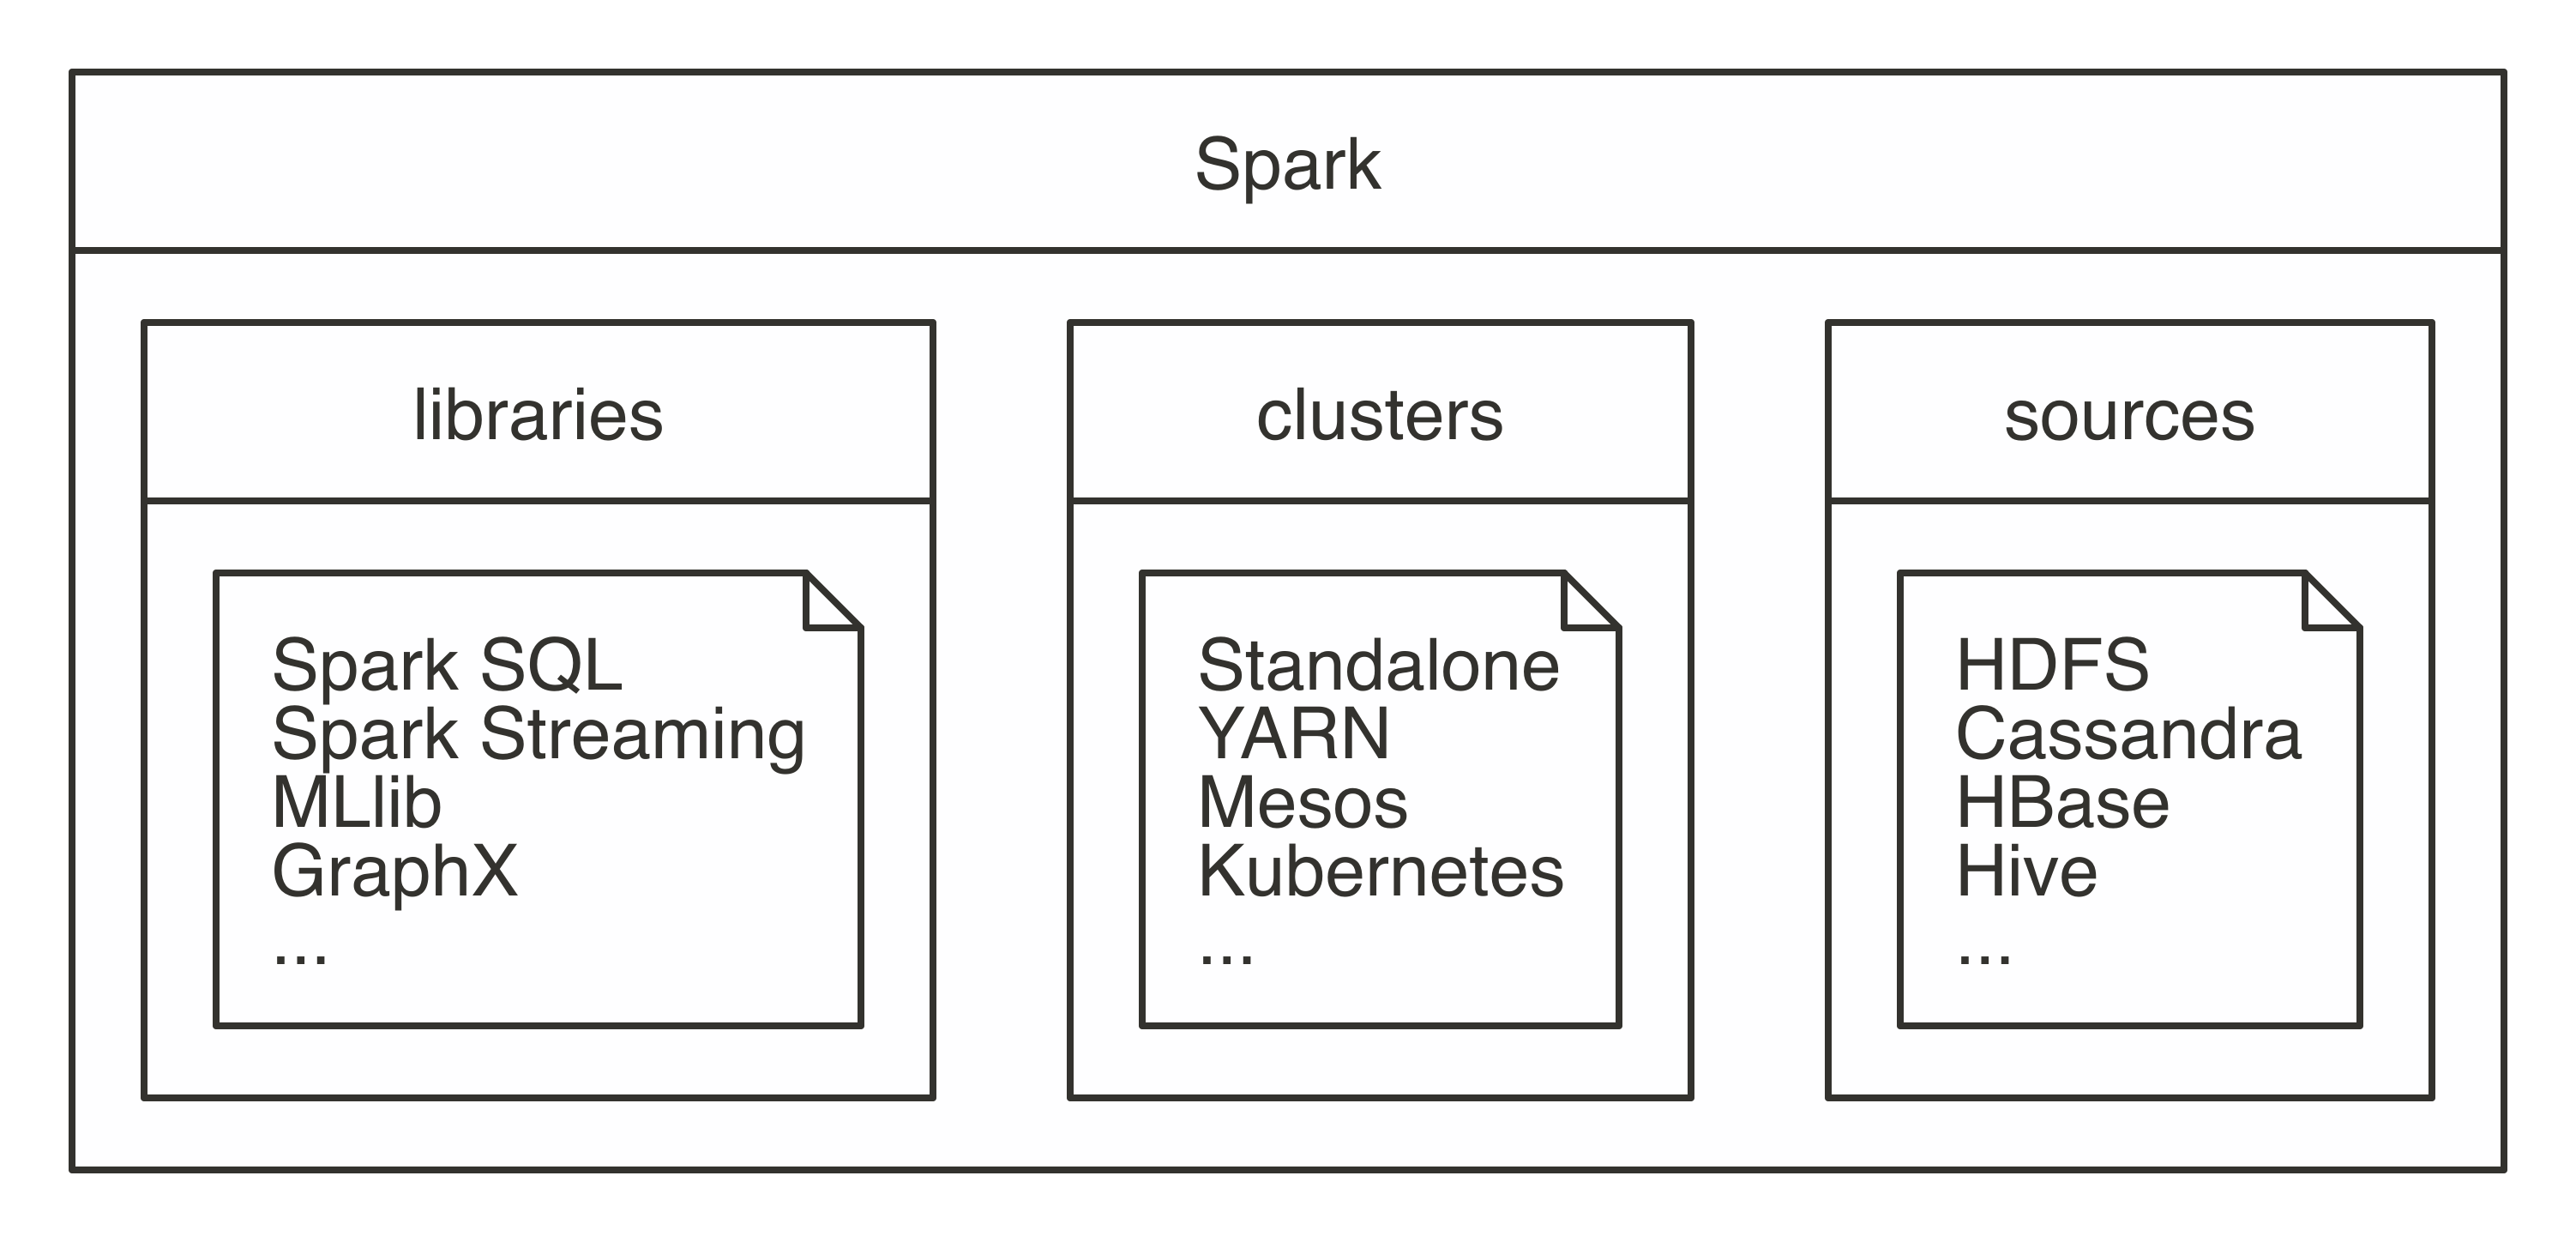 Spark
libraries
Spark SQL
Spark Streaming
MLlib
GraphX
...
clusters
Standalone
YARN
Mesos
Kubernetes
...
sources
HDFS
Cassandra
HBase
Hive
...